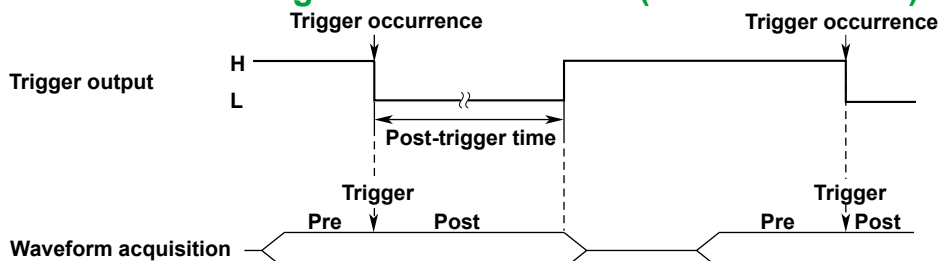 Trigger occurrence Trigger occurrence
H
Trigger output
L
Post-trigger time
Trigger Trigger
Pre Post Pre Post
Waveform acquisition